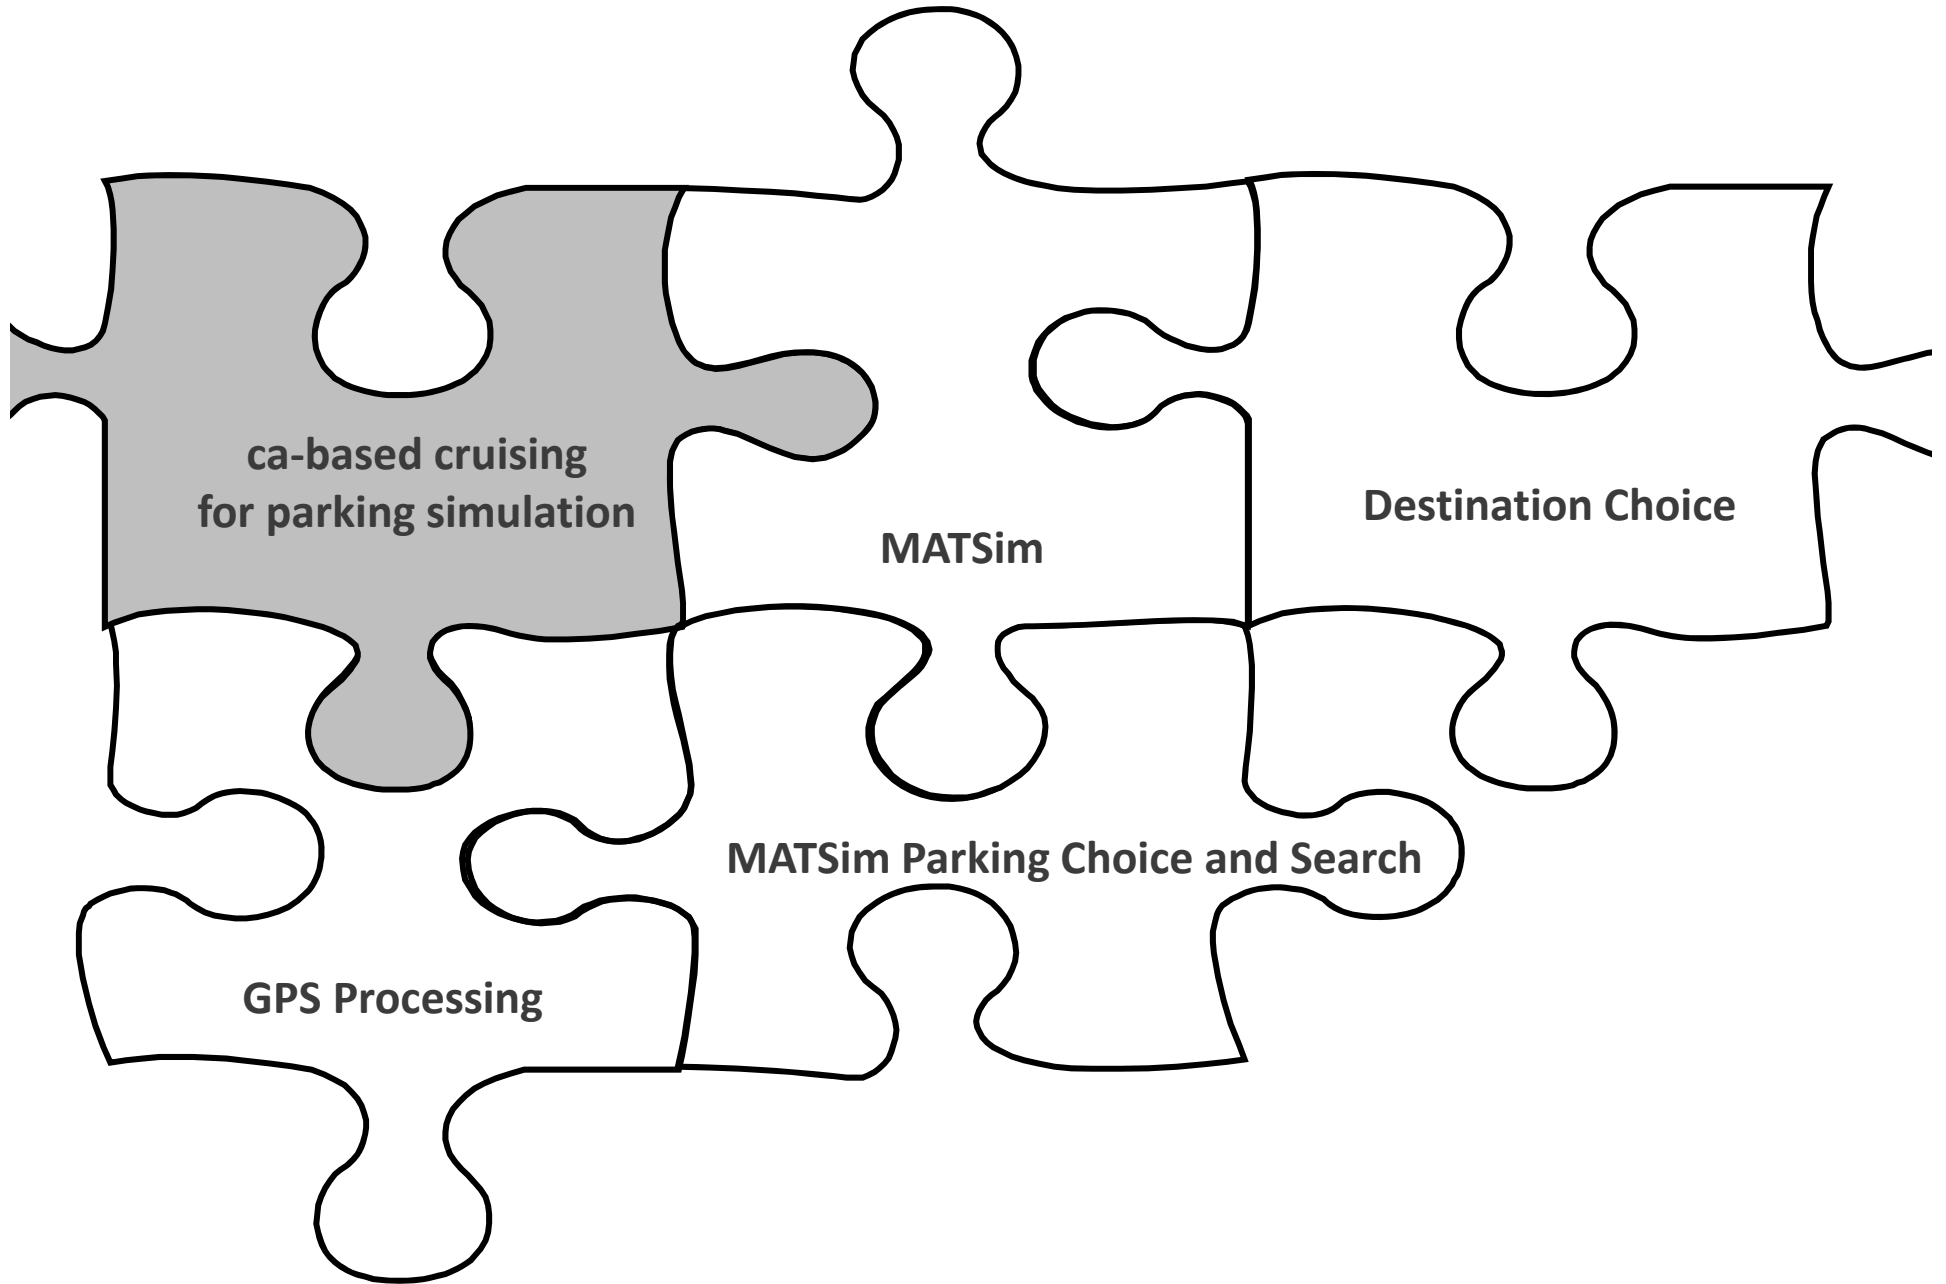 ca-based cruising
for parking simulation
MATSim
Destination Choice
MATSim Parking Choice and Search
GPS Processing